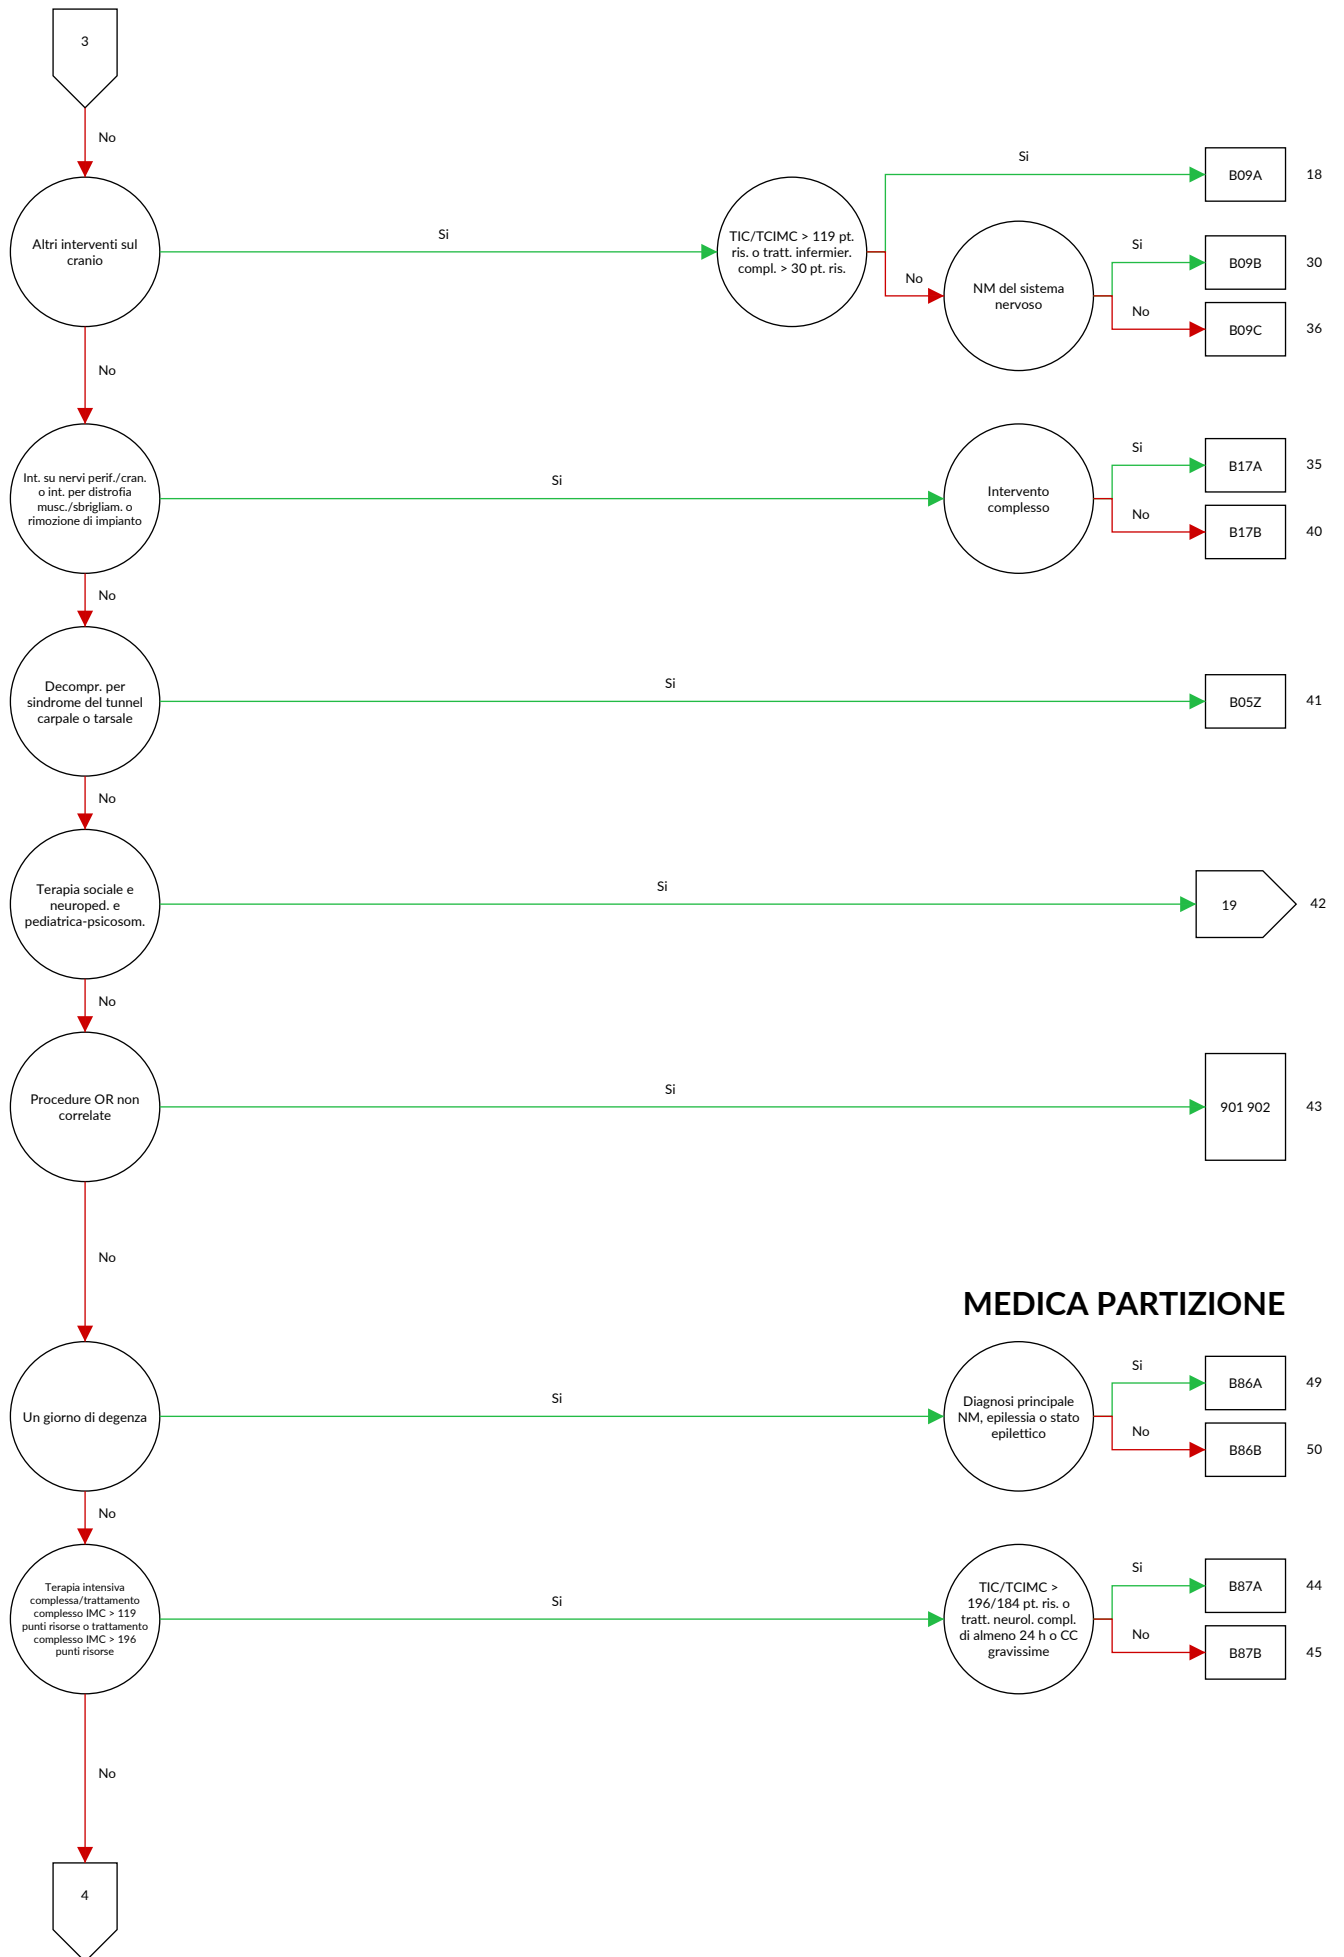 3
No
Altri interventi sul
cranio
Si
TIC/TCIMC > 119 pt.
ris. o tratt. infermier.
compl. > 30 pt. ris.
Si
B09A
18
No
NM del sistema
nervoso
Si
B09B
30
No
B09C
36
No
Int. su nervi perif./cran.
o int. per distrofia
musc./sbrigliam. o
rimozione di impianto
Si
Intervento
complesso
Si
B17A
35
No
B17B
40
No
Decompr. per
sindrome del tunnel
carpale o tarsale
Si
B05Z
41
No
Terapia sociale e
neuroped. e
pediatrica-psicosom.
Si
19
42
No
Procedure OR non
correlate
Si
901 902
43
No
MEDICA PARTIZIONE
Un giorno di degenza
Si
Diagnosi principale
NM, epilessia o stato
epilettico
Si
B86A
49
No
B86B
50
No
Terapia intensiva
complessa/trattamento
complesso IMC > 119
punti risorse o trattamento
complesso IMC > 196
punti risorse
Si
TIC/TCIMC >
196/184 pt. ris. o
tratt. neurol. compl.
di almeno 24 h o CC
gravissime
Si
B87A
44
No
B87B
45
No
4